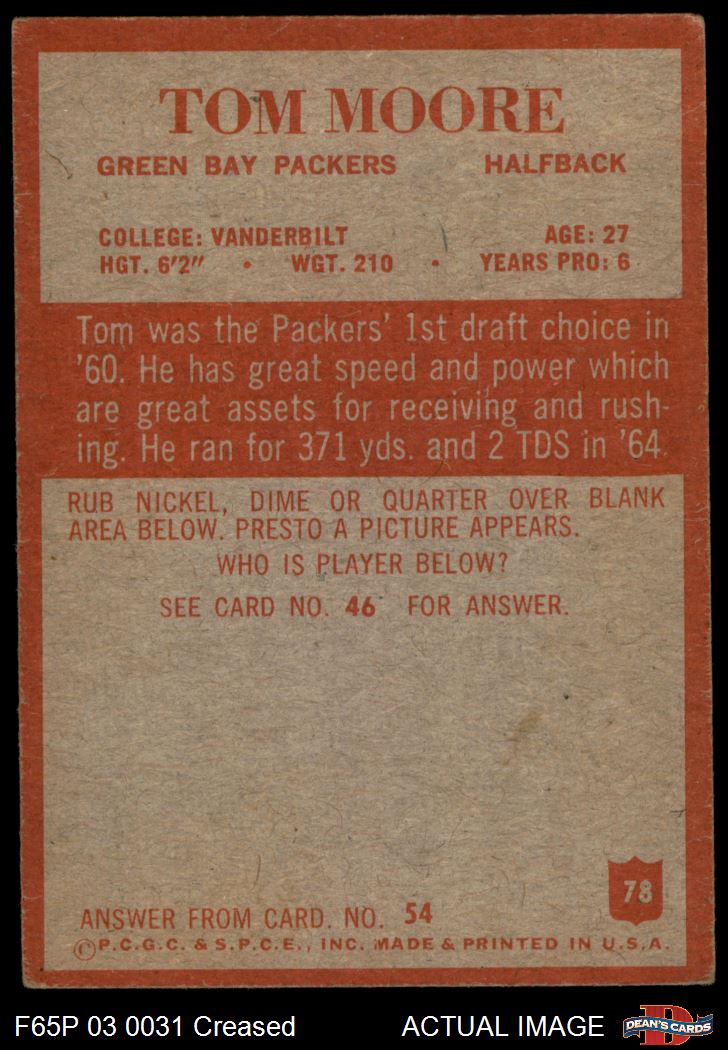 TOM MOORE
GREEN BAY PACKERS HALFBACK
COLLEGE: VANDERBILT AGE: 27
HGT. 6'2" • WGT. 210 • YEARS PRO: 6
Tom was the Packers' 1st draft choice in
'60. He has great speed and power which
are great assets for receiving and rush-
ing. He ran for 371 yds. and 2 TDS in '64.
RUB NICKEL, DIME OR QUARTER OVER BLANK
AREA BELOW. PRESTO A PICTURE APPEARS.
WHO IS PLAYER BELOW?
SEE CARD NO. 46 FOR ANSWER.
78
ANSWER FROM CARD. NO. 54
©P.C.G.C. & S.P.C.E., INC. MADE & PRINTED IN U.S.A.
F65P 03 0031 Creased ACTUAL IMAGE
D
DEAN'S CARDS